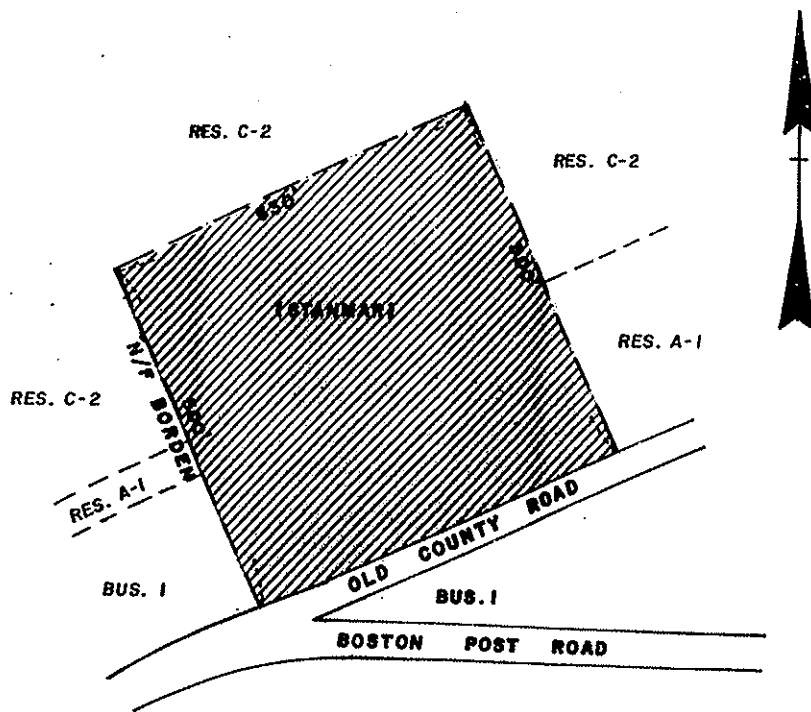 RES. C-2
RES. C-2
630'
(STANMAR)
RES. A-1
N/F BORDEN
RES. C-2
RES. A-1
OLD COUNTY ROAD
BUS. 1
BUS. 1
BOSTON POST ROAD